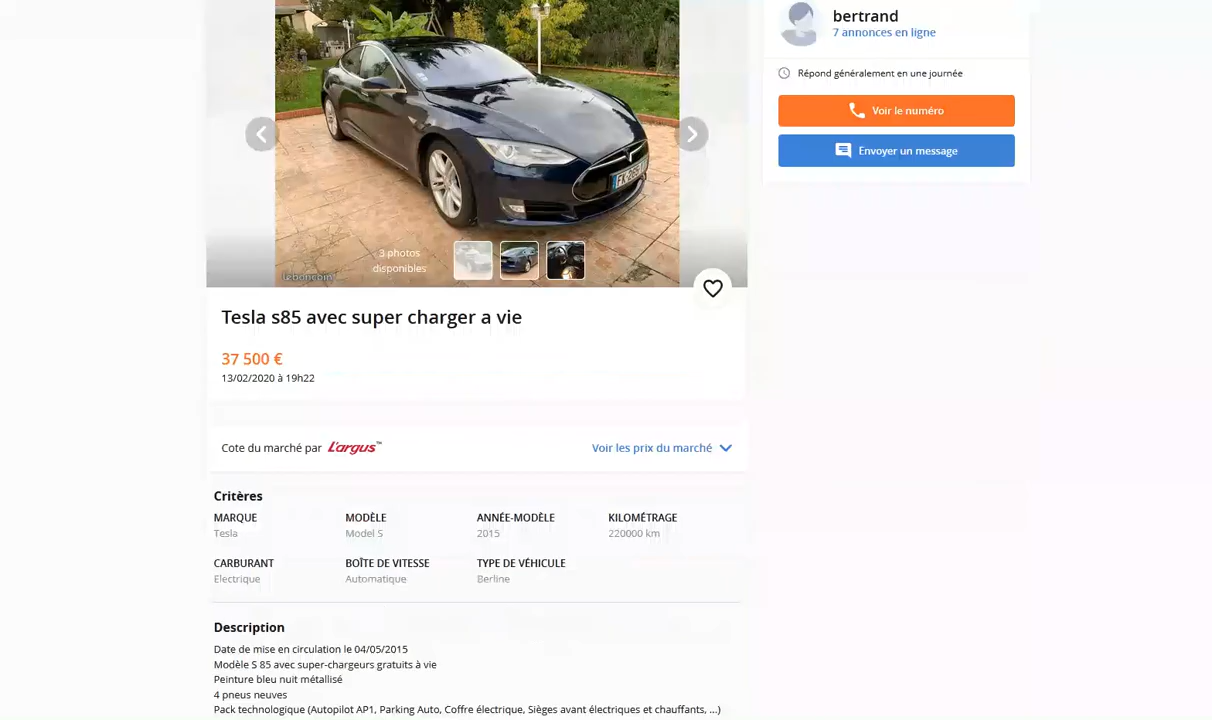 bertrand
7 annonces en ligne
Répond généralement en une journée
Voir le numéro
Envoyer un message
3 photos
disponibles
leboncoin
Tesla s85 avec super charger a vie
37 500 €
13/02/2020 à 19h22
Cote du marché par L'argus™
Voir les prix du marché
Critères
MARQUE
Tesla
MODÈLE
Model S
ANNÉE-MODÈLE
2015
KILOMÉTRAGE
220000 km
CARBURANT
Electrique
BOÎTE DE VITESSE
Automatique
TYPE DE VÉHICULE
Berline
Description
Date de mise en circulation le 04/05/2015
Modèle S 85 avec super-chargeurs gratuits à vie
Peinture bleu nuit métallisé
4 pneus neuves
Pack technologique (Autopilot AP1, Parking Auto, Coffre électrique, Sièges avant électriques et chauffants, ...)